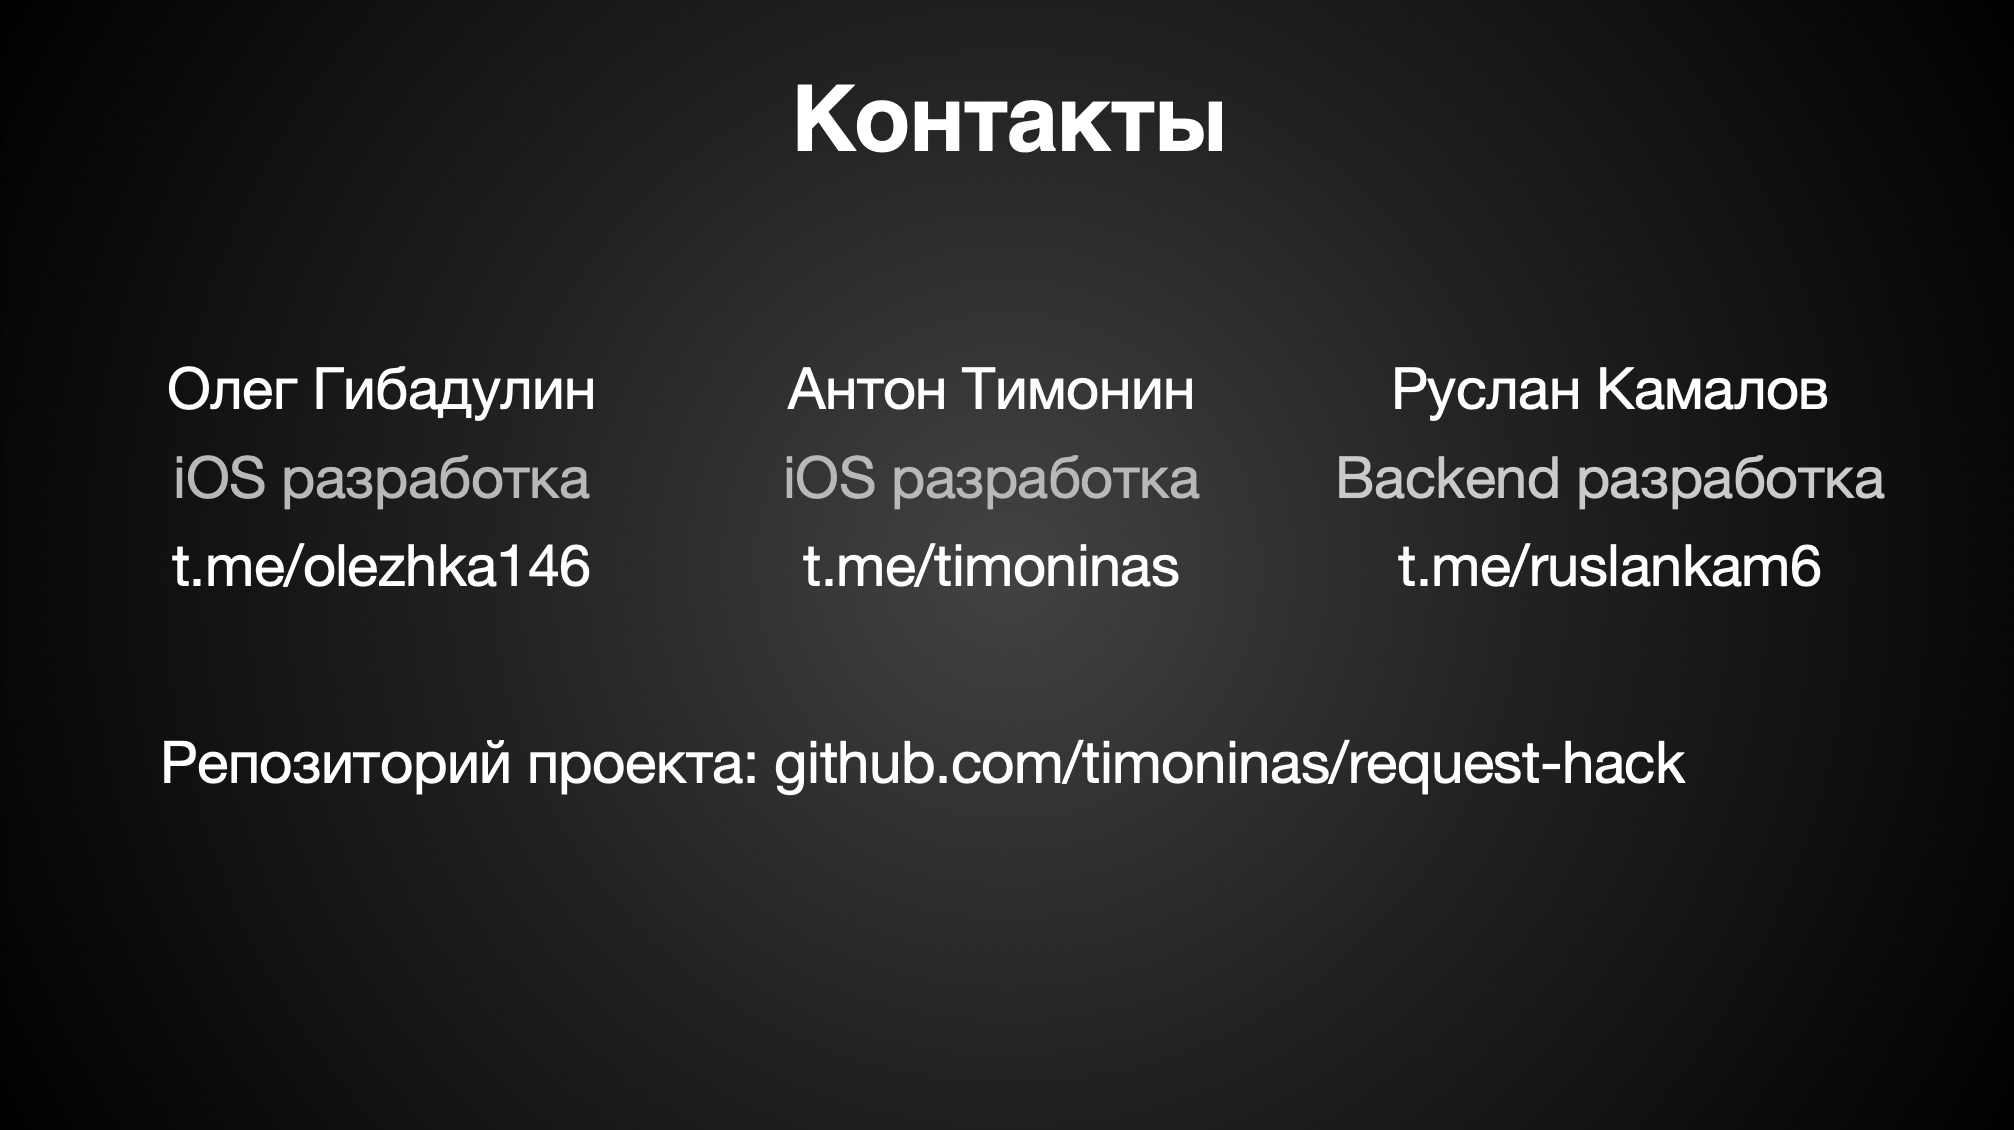 Контакты
Олег Гибадулин
iOS разработка
t.me/olezhka146
Антон Тимонин
iOS разработка
t.me/timoninas
Руслан Камалов
Backend разработка
t.me/ruslankam6
Репозиторий проекта: github.com/timoninas/request-hack